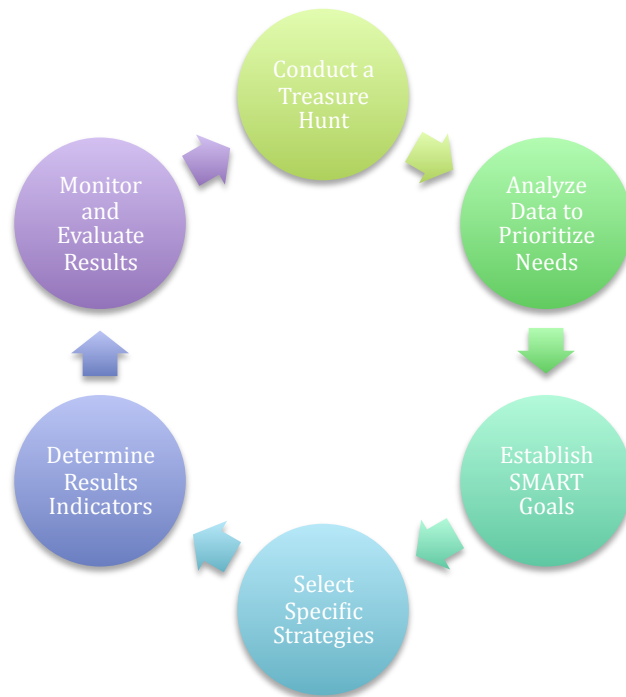 Conduct a
Treasure
Hunt
Analyze
Data to
Prioritize
Needs
Establish
SMART
Goals
Select
Specific
Strategies
Determine
Results
Indicators
Monitor
and
Evaluate
Results